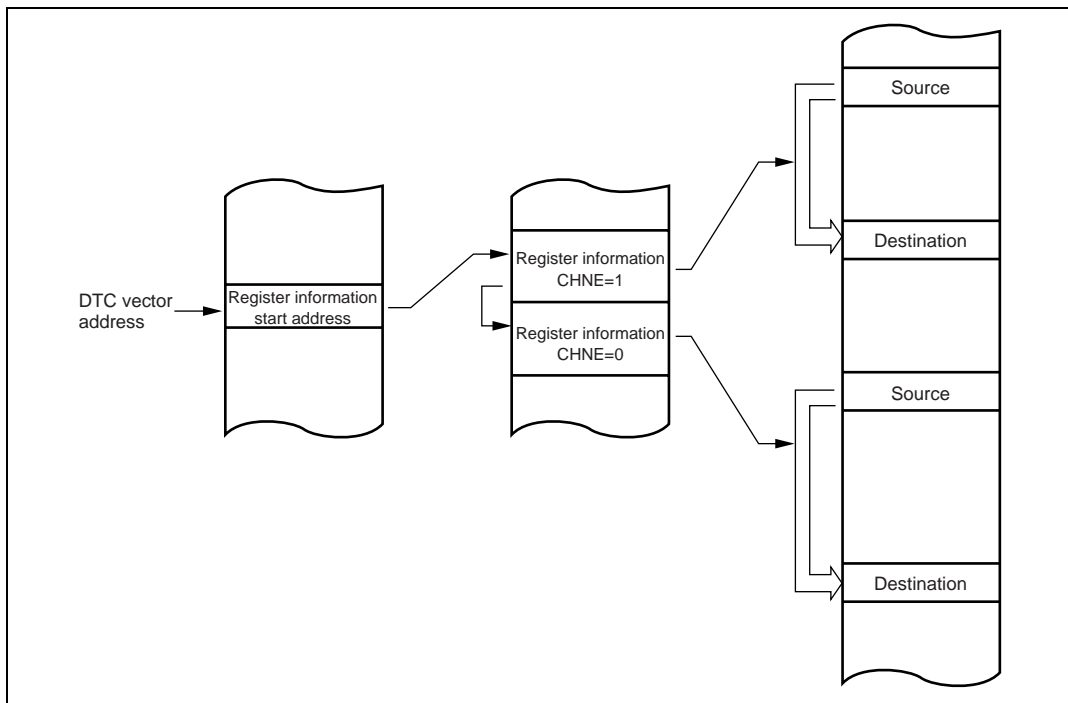 DTC vector
address
Register information
start address
Register information
CHNE=1
Register information
CHNE=0
Source
Destination
Source
Destination